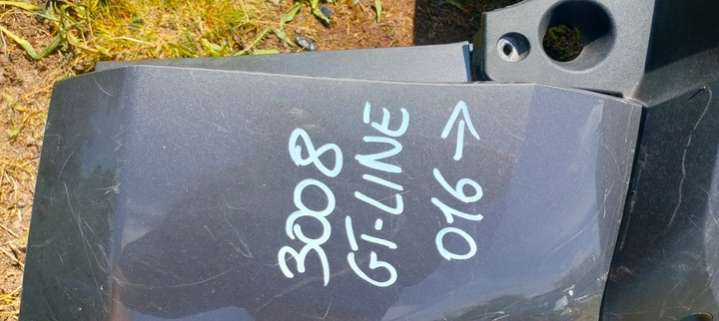 3008
GT-LINE
016 →